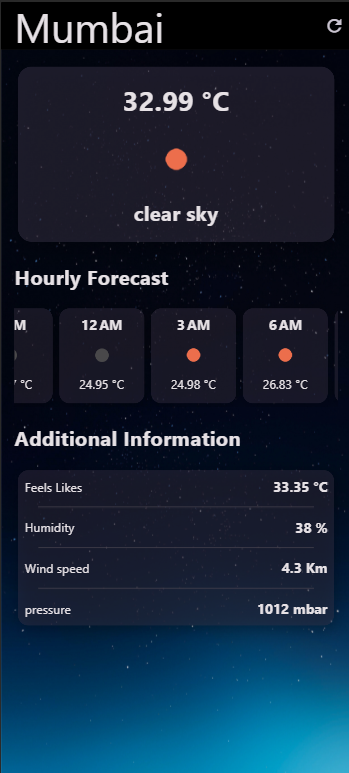 Mumbai
32.99 °C
clear sky
Hourly Forecast
12 AM 3 AM 6 AM
°C 24.95 °C 24.98 °C 26.83 °C
Additional Information
Feels Likes 33.35 °C
Humidity 38 %
Wind speed 4.3 Km
pressure 1012 mbar